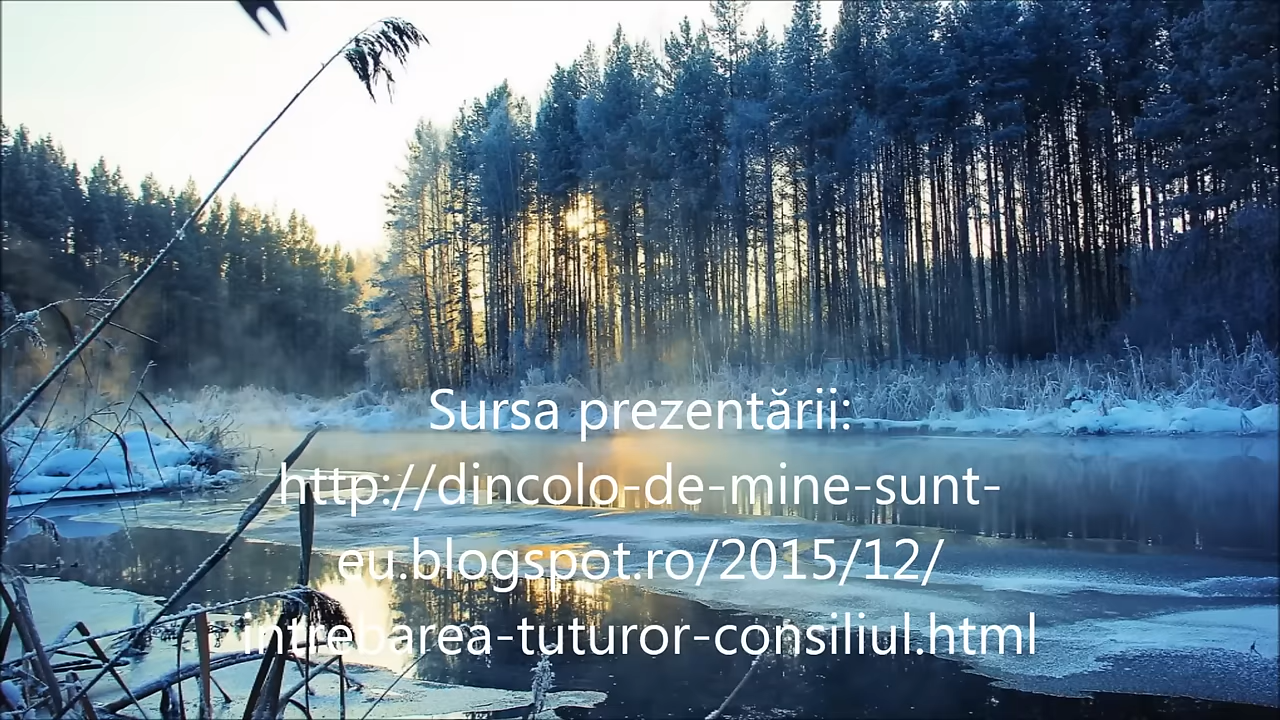 Sursa prezentării:
http://dincolo-de-mine-sunt-
eu.blogspot.ro/2015/12/
intrebarea-tuturor-consiliul.html